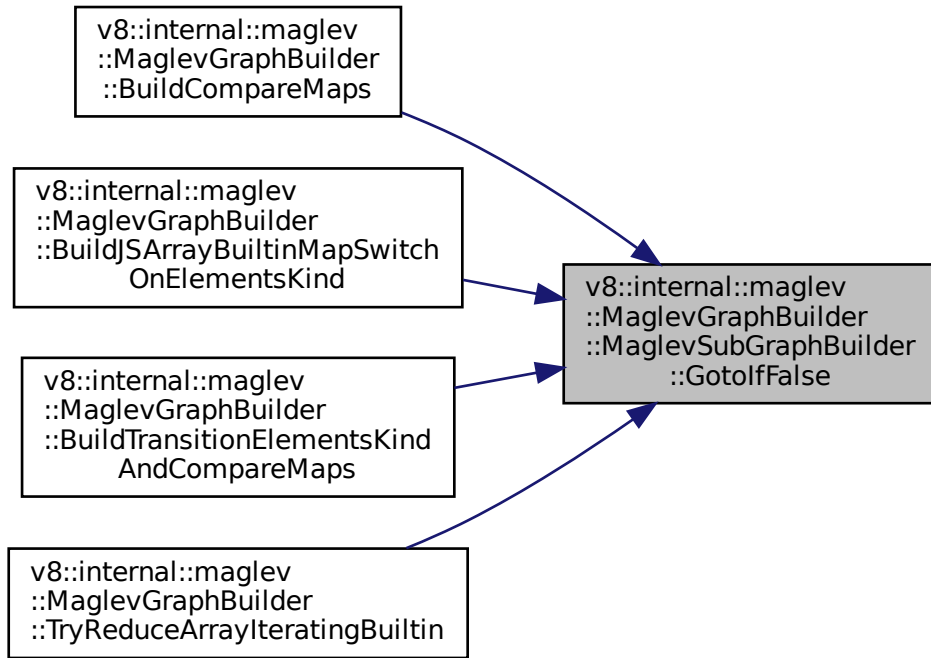 v8::internal::maglev
::MaglevGraphBuilder
::BuildCompareMaps
v8::internal::maglev
::MaglevGraphBuilder
::BuildJSArrayBuiltinMapSwitch
OnElementsKind
v8::internal::maglev
::MaglevGraphBuilder
::BuildTransitionElementsKind
AndCompareMaps
v8::internal::maglev
::MaglevGraphBuilder
::TryReduceArrayIteratingBuiltin
v8::internal::maglev
::MaglevGraphBuilder
::MaglevSubGraphBuilder
::GotoIfFalse